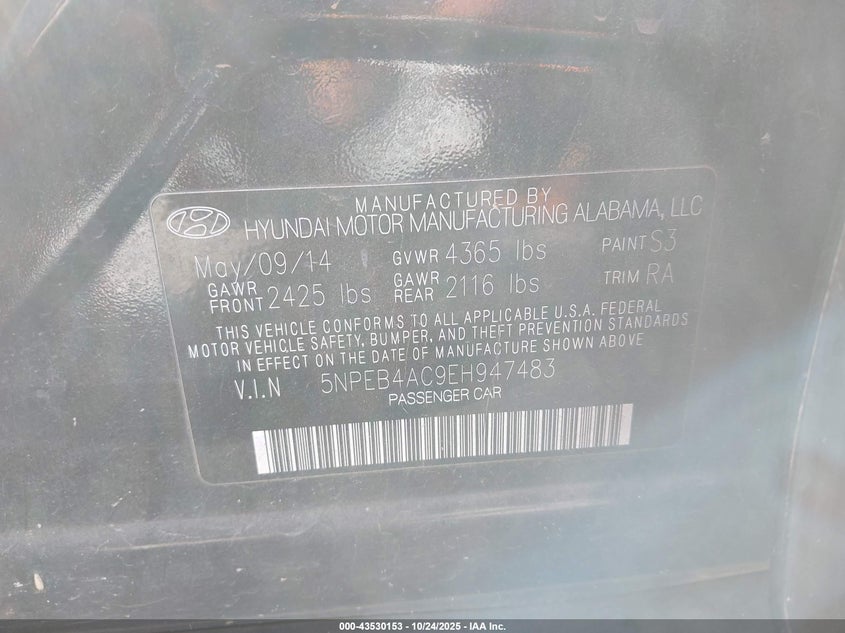 MANUFACTURED BY
HYUNDAI MOTOR MANUFACTURING ALABAMA, LLC
May/09/14 GVWR 4365 lbs PAINT S3
GAWR FRONT 2425 lbs GAWR REAR 2116 lbs TRIM RA
THIS VEHICLE CONFORMS TO ALL APPLICABLE U.S.A. FEDERAL
MOTOR VEHICLE SAFETY, BUMPER, AND THEFT PREVENTION STANDARDS
IN EFFECT ON THE DATE OF MANUFACTURE SHOWN ABOVE
V.I.N 5NPEB4AC9EH947483
PASSENGER CAR
000-43530153 - 10/24/2025 - IAA Inc.